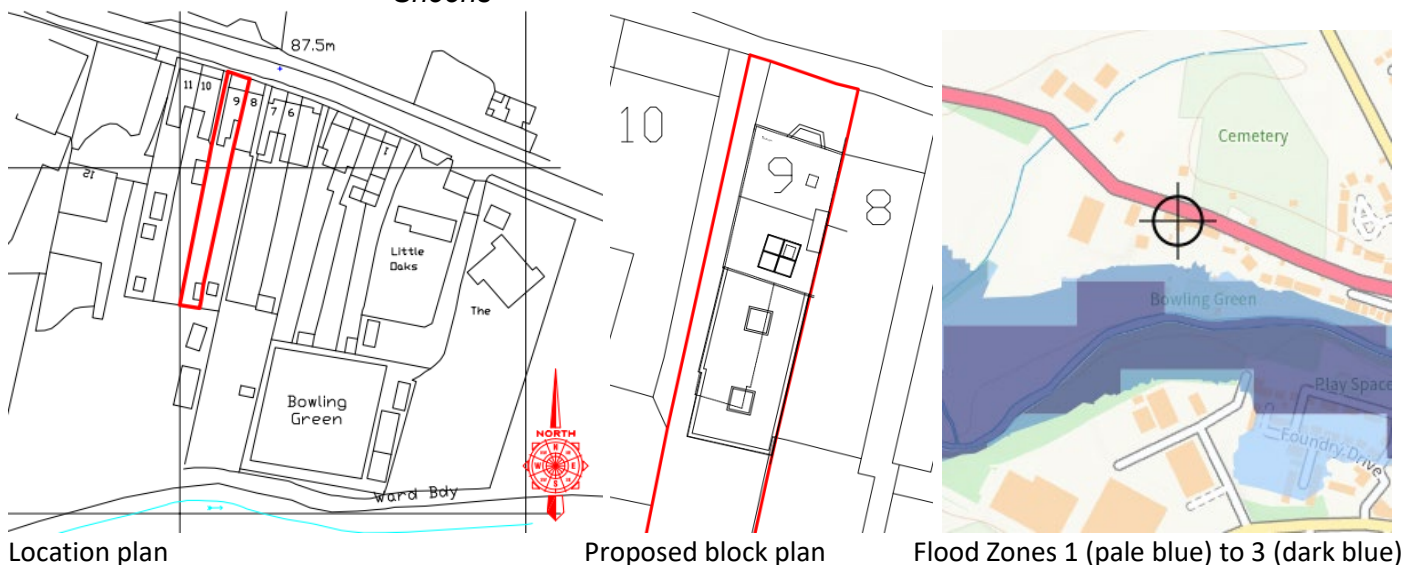 87.5m
11 10
9 8
7 6
1
12
Little
Oaks
The
Bowling
Green
NORTH
N
E
S
W
Ward Bdy
10
9
8
Cemetery
Bowling Green
Play Space
Foundry Drive
Location plan
Proposed block plan
Flood Zones 1 (pale blue) to 3 (dark blue)